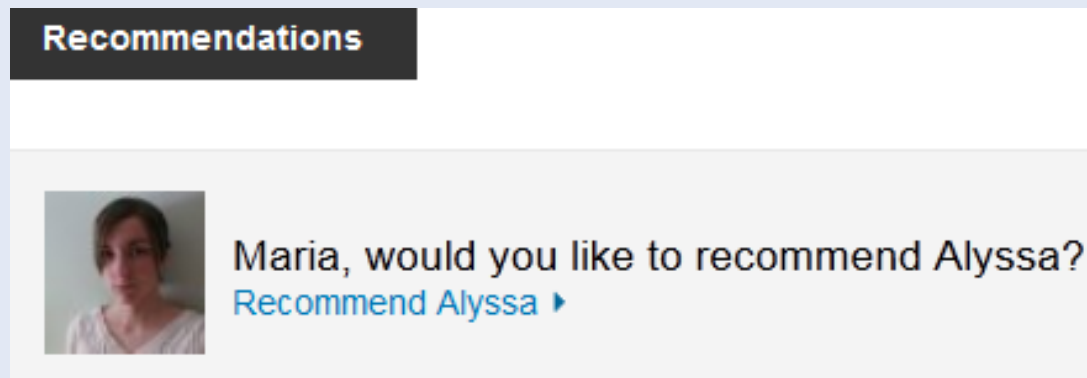 Recommendations
Maria, would you like to recommend Alyssa?
Recommend Alyssa